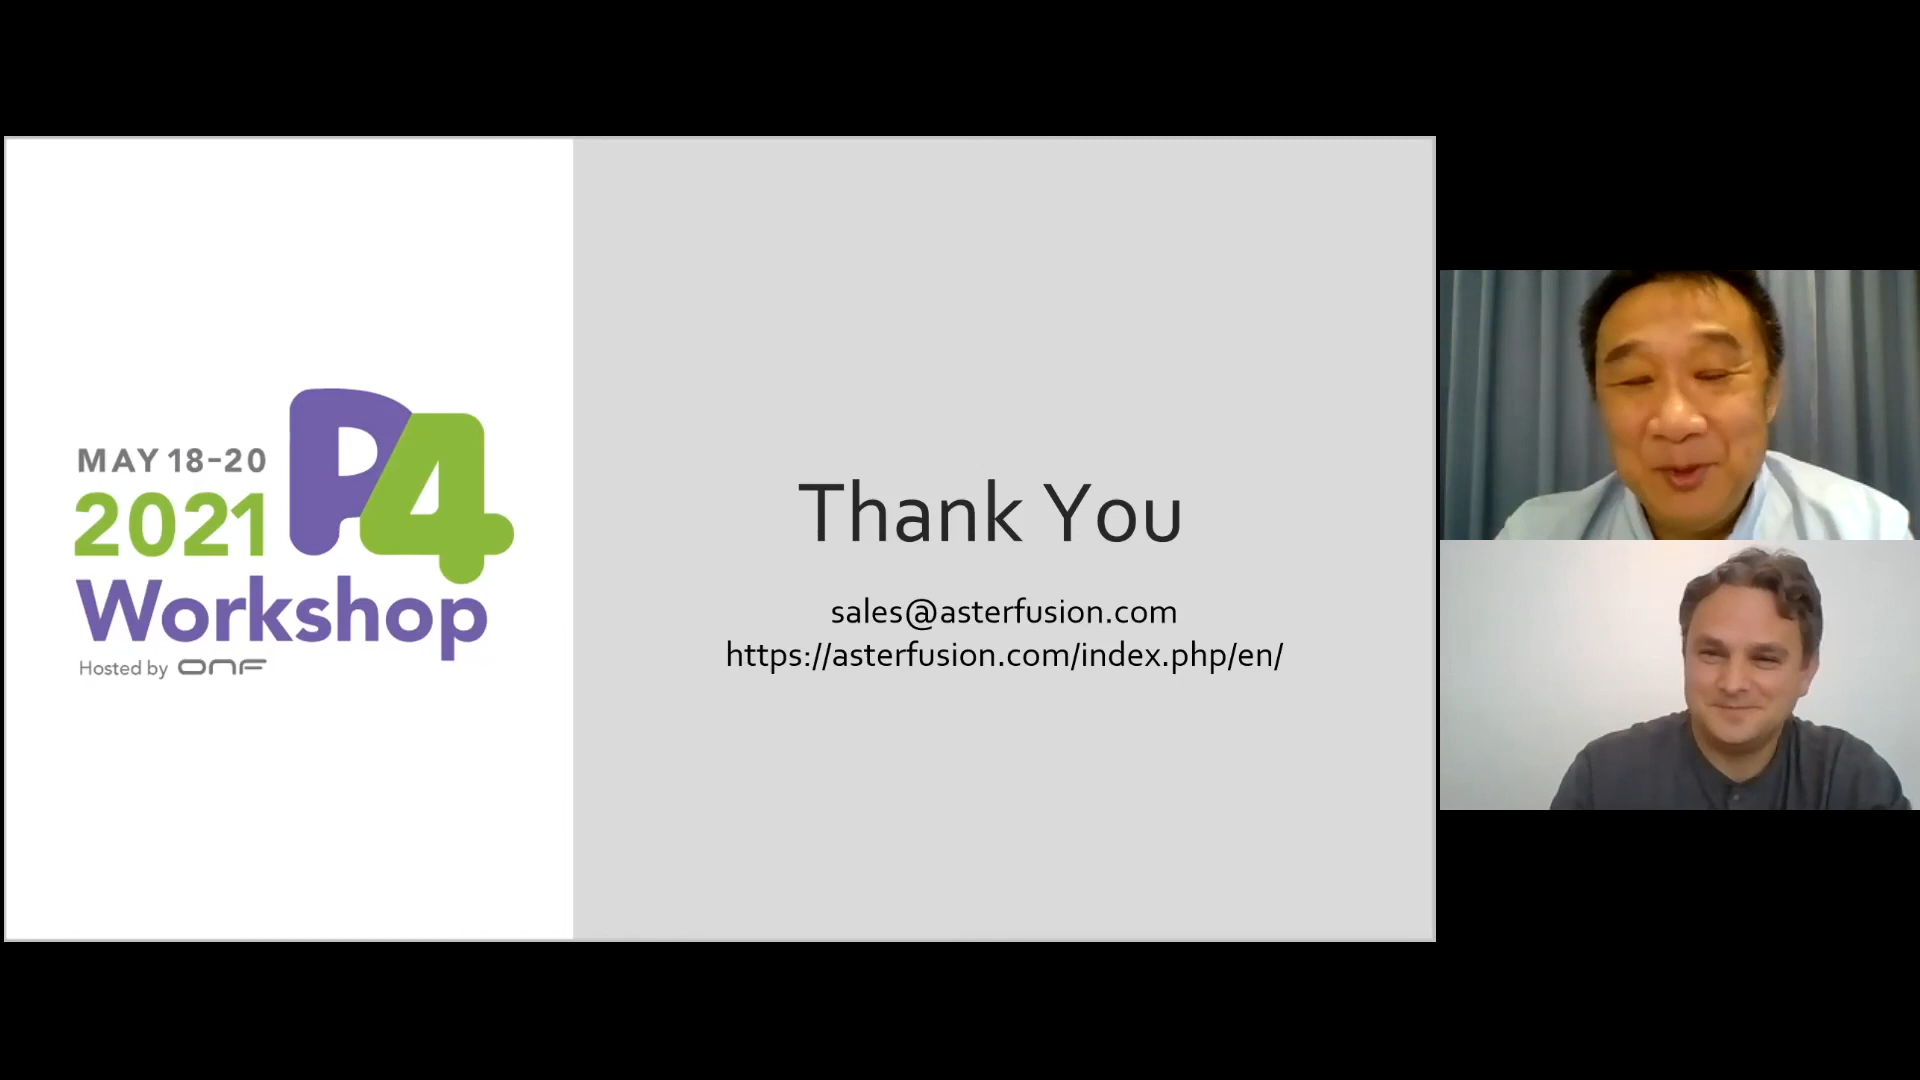 MAY 18-20
2021 P4
Workshop
Hosted by ONF
Thank You
sales@asterfusion.com
https://asterfusion.com/index.php/en/